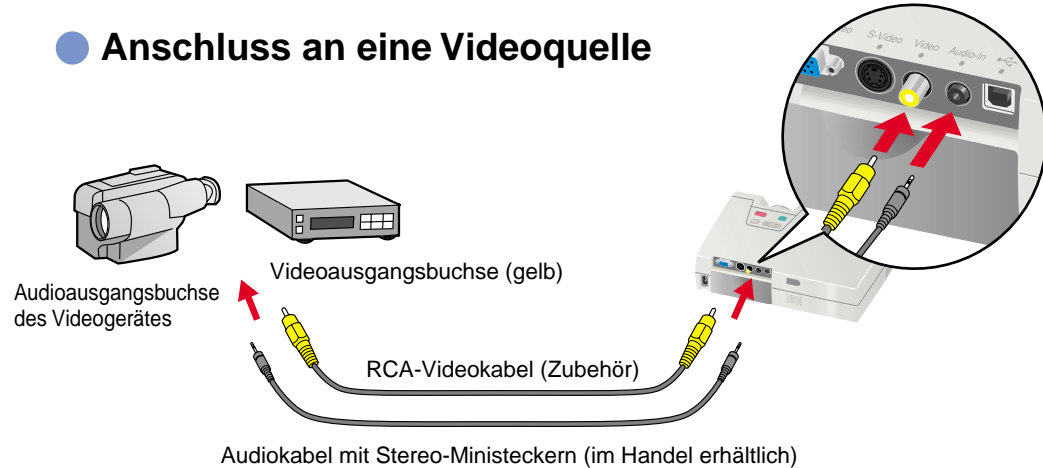 Anschluss an eine Videoquelle
S-Video
Video
Audio-In
Videoausgangsbuchse (gelb)
Audioausgangsbuchse
des Videogerätes
RCA-Videokabel (Zubehör)
Audiokabel mit Stereo-Ministeckern (im Handel erhältlich)